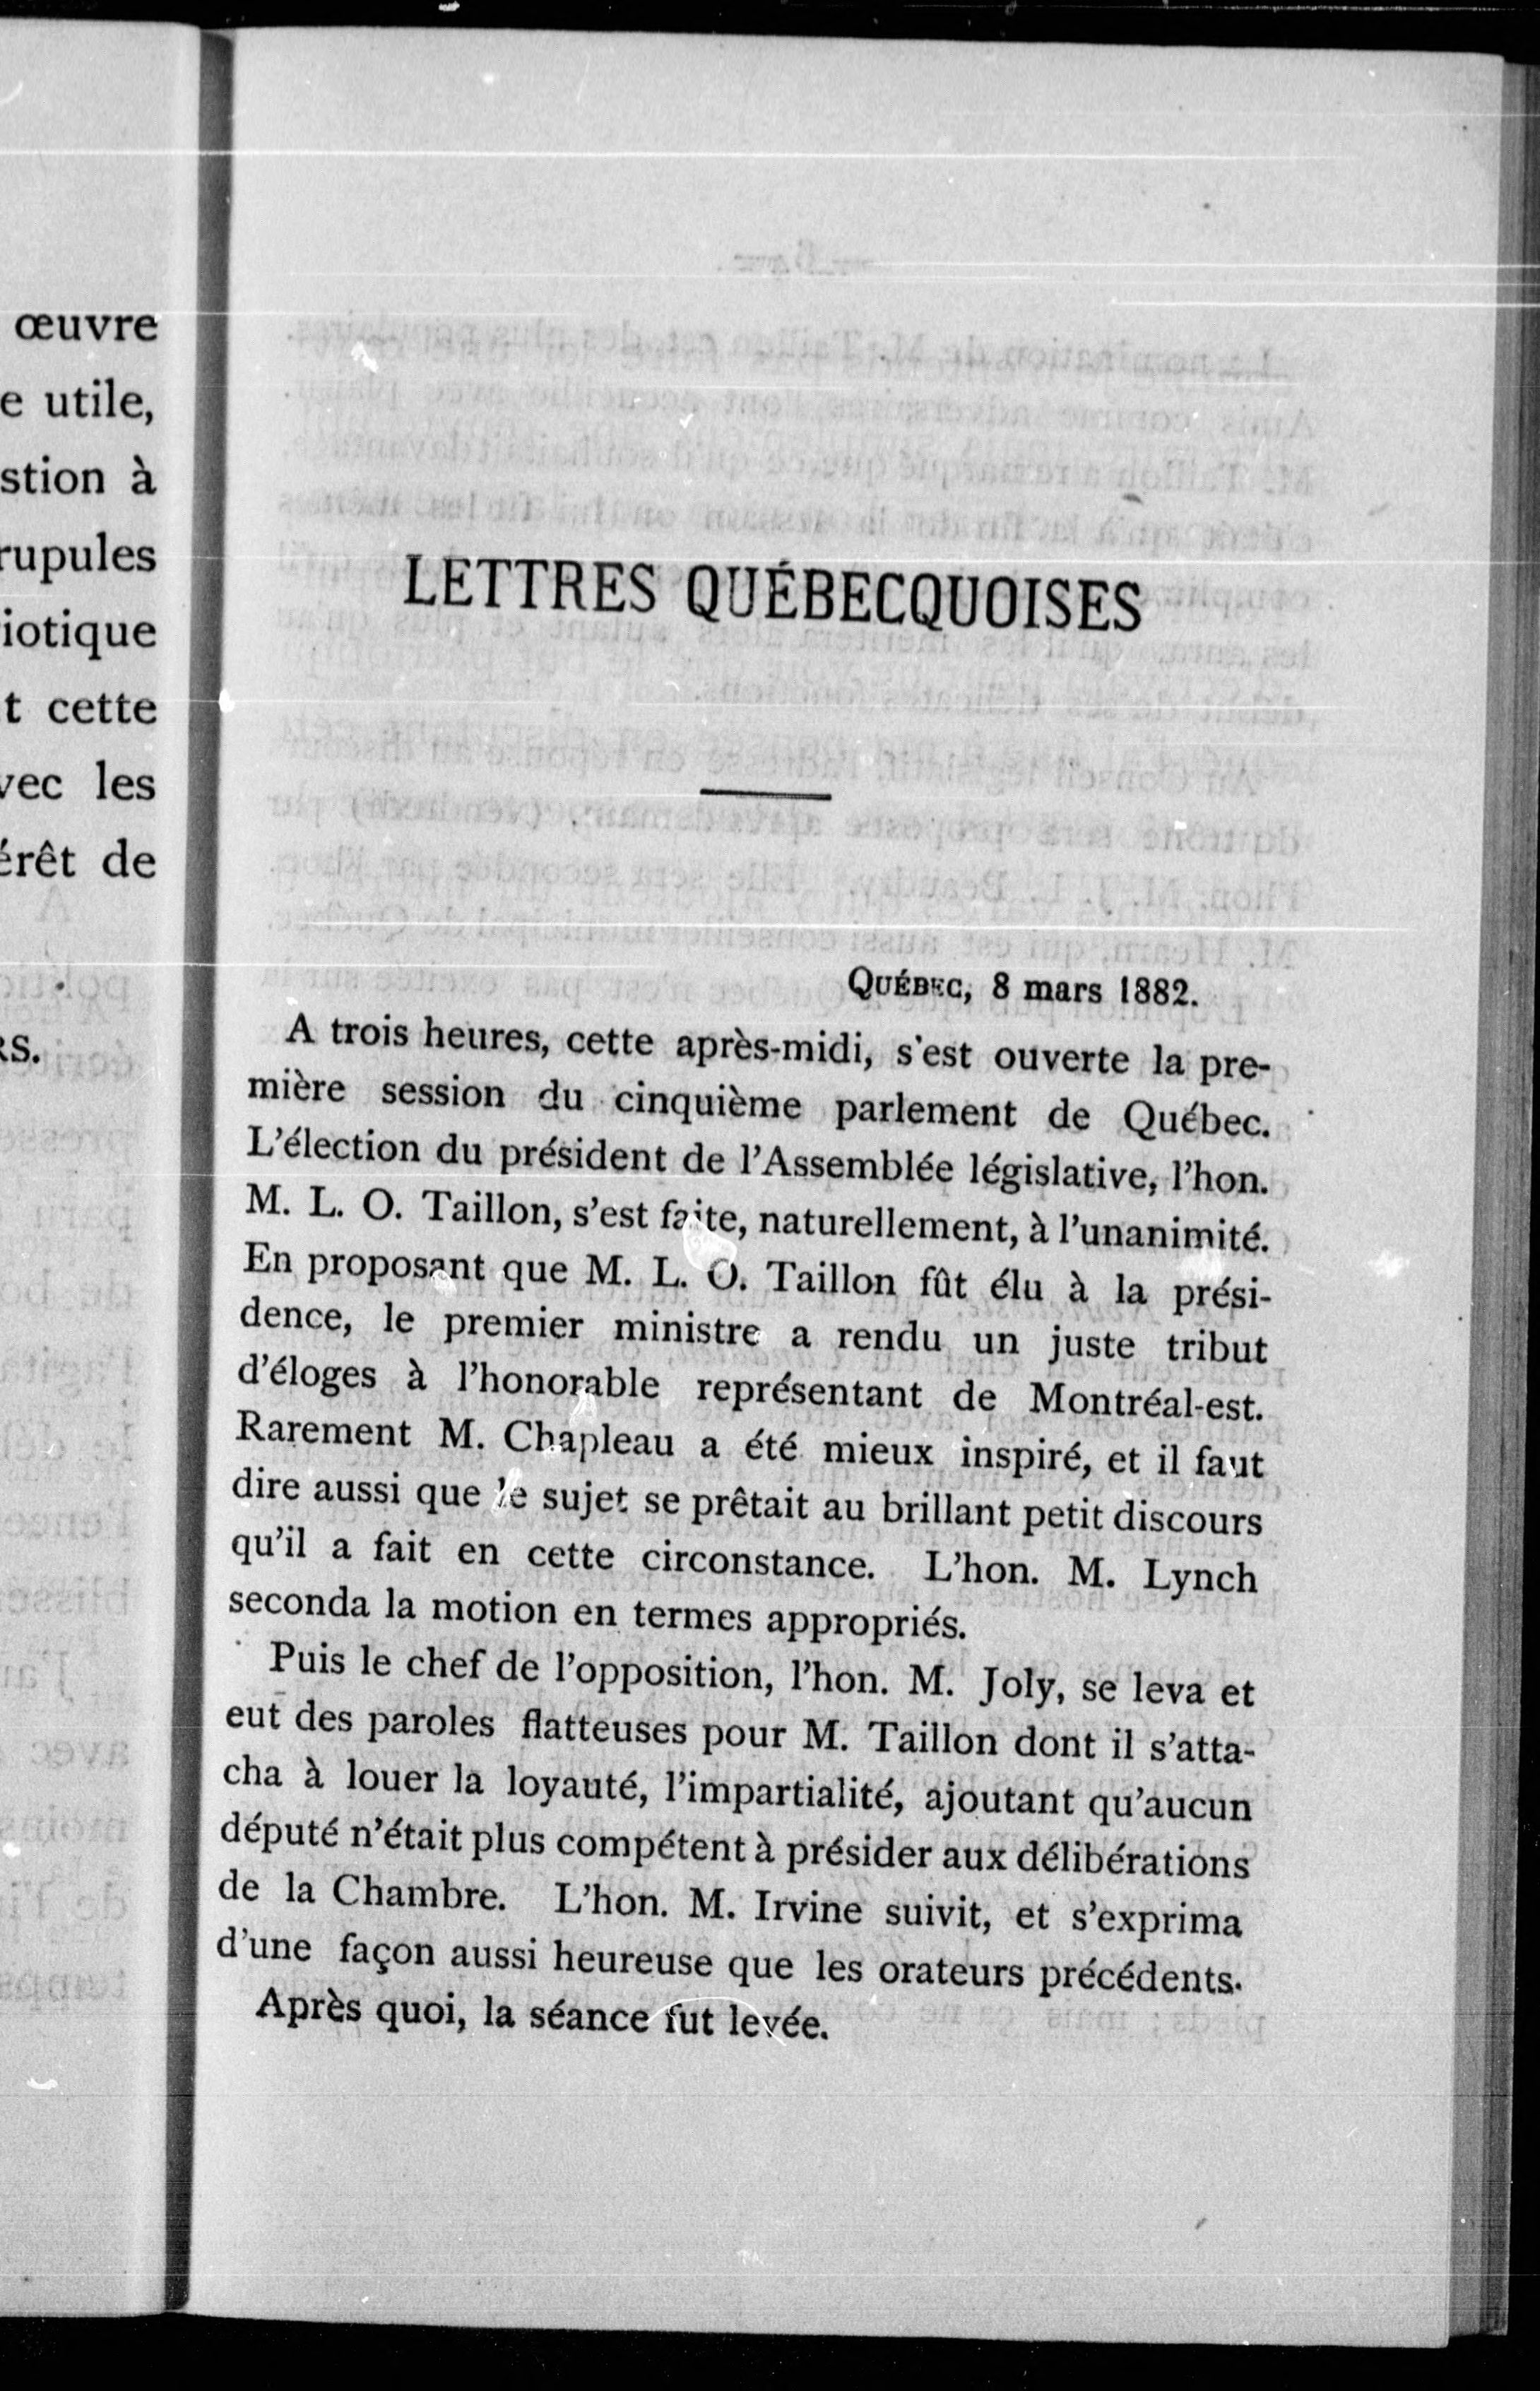 œuvre
e utile,
stion à
rupules
iotique
t cette
vec les
érêt de
RS.
LETTRES QUÉBECQUOISES
QUÉBEC, 8 mars 1882.
A trois heures, cette après-midi, s'est ouverte la pre-
mière session du cinquième parlement de Québec.
L'élection du président de l'Assemblée législative, l'hon.
M. L. O. Taillon, s'est faite, naturellement, à l'unanimité.
En proposant que M. L. O. Taillon fût élu à la prési-
dence, le premier ministre a rendu un juste tribut
d'éloges à l'honorable représentant de Montréal-est.
Rarement M. Chapleau a été mieux inspiré, et il faut
dire aussi que le sujet se prêtait au brillant petit discours
qu'il a fait en cette circonstance. L'hon. M. Lynch
seconda la motion en termes appropriés.
Puis le chef de l'opposition, l'hon. M. Joly, se leva et
eut des paroles flatteuses pour M. Taillon dont il s'atta-
cha à louer la loyauté, l'impartialité, ajoutant qu'aucun
député n'était plus compétent à présider aux délibérations
de la Chambre. L'hon. M. Irvine suivit, et s'exprima
d'une façon aussi heureuse que les orateurs précédents.
Après quoi, la séance fut levée.